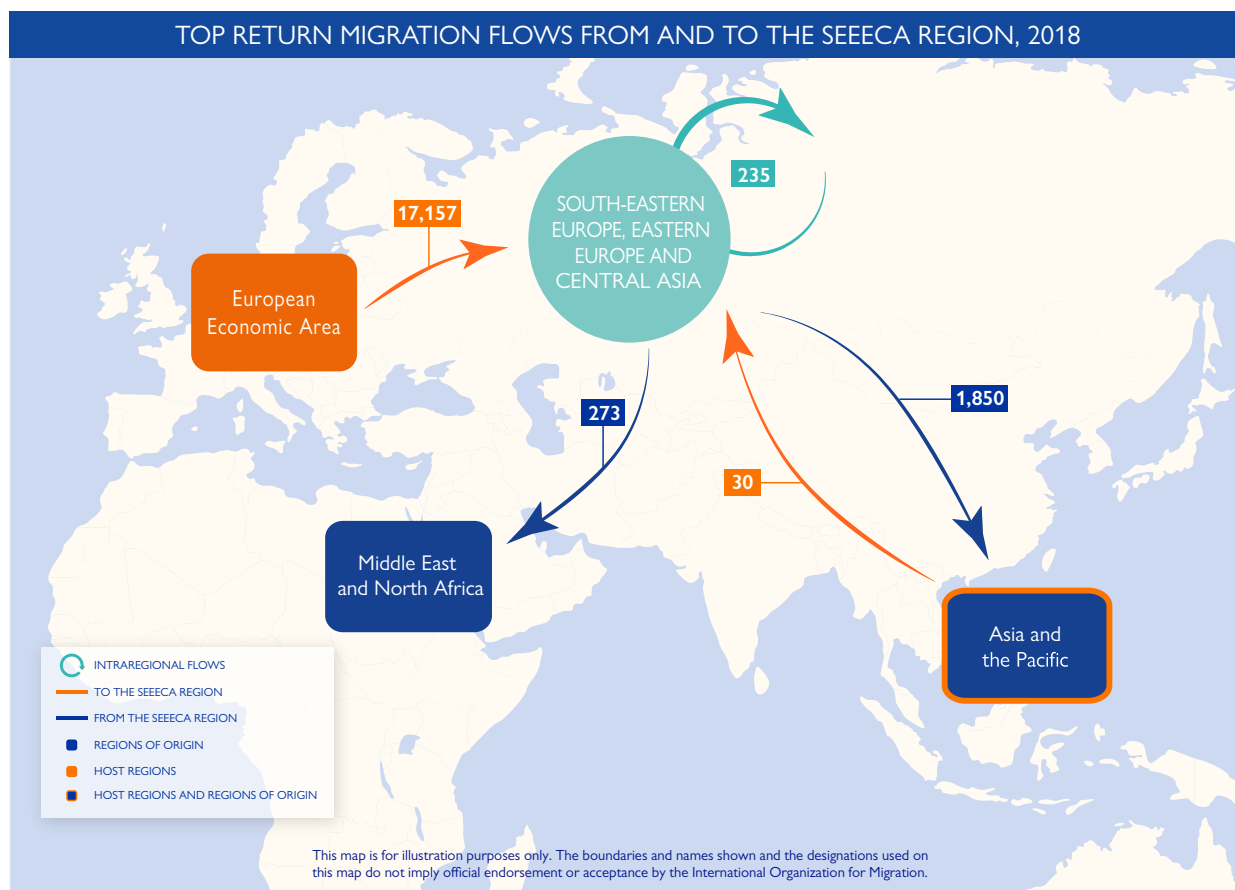 TOP RETURN MIGRATION FLOWS FROM AND TO THE SEEECA REGION, 2018
235
SOUTH-EASTERN
EUROPE, EASTERN
EUROPE AND
CENTRAL ASIA
17,157
European
Economic Area
273
1,850
30
Middle East
and North Africa
Asia and
the Pacific
INTRAREGIONAL FLOWS
TO THE SEEECA REGION
FROM THE SEEECA REGION
REGIONS OF ORIGIN
HOST REGIONS
HOST REGIONS AND REGIONS OF ORIGIN
This map is for illustration purposes only. The boundaries and names shown and the designations used on
this map do not imply official endorsement or acceptance by the International Organization for Migration.